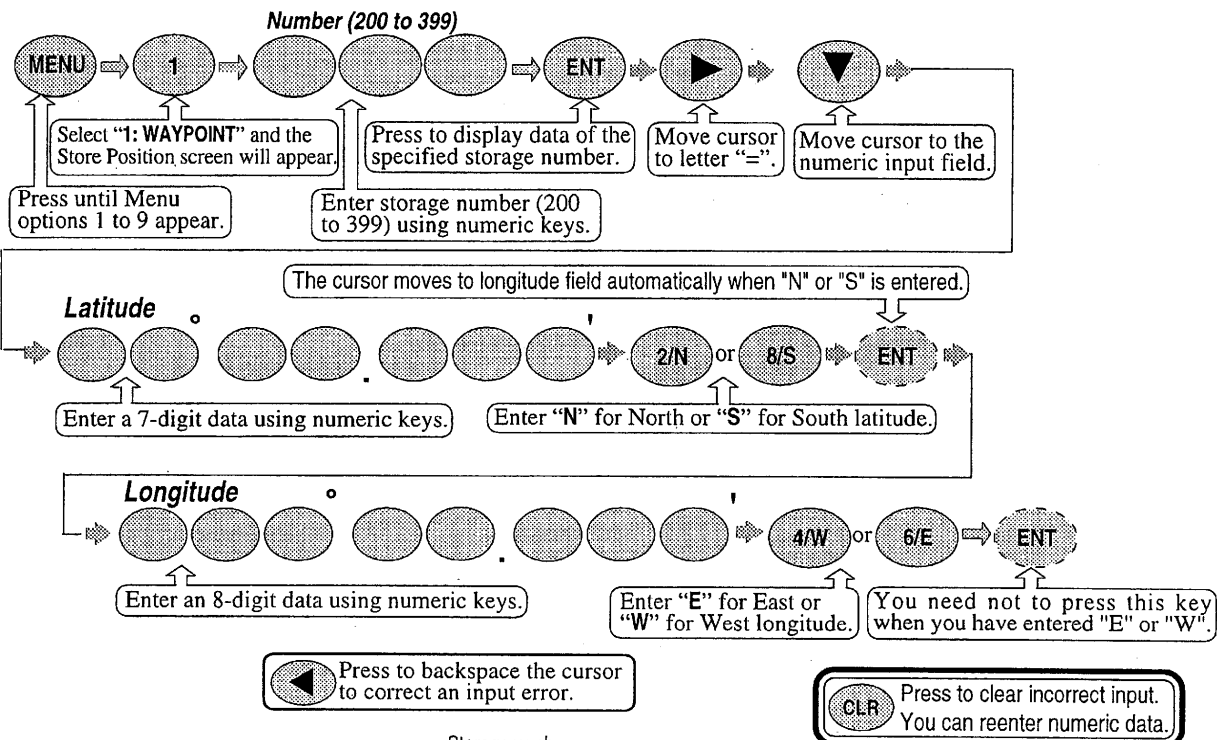 Number (200 to 399)
MENU 1 ENT
Select “1: WAYPOINT” and the
Store Position screen will appear.
Press to display data of the
specified storage number.
Move cursor
to letter “=”.
Move cursor to the
numeric input field.
Press until Menu
options 1 to 9 appear.
Enter storage number (200
to 399) using numeric keys.
The cursor moves to longitude field automatically when "N" or "S" is entered.
Latitude
° . '
2/N or 8/S ENT
Enter a 7-digit data using numeric keys.
Enter “N” for North or “S” for South latitude.
Longitude
° . '
4/W or 6/E ENT
Enter an 8-digit data using numeric keys.
Enter “E” for East or
“W” for West longitude.
You need not to press this key
when you have entered "E" or "W".
Press to backspace the cursor
to correct an input error.
CLR
Press to clear incorrect input.
You can reenter numeric data.